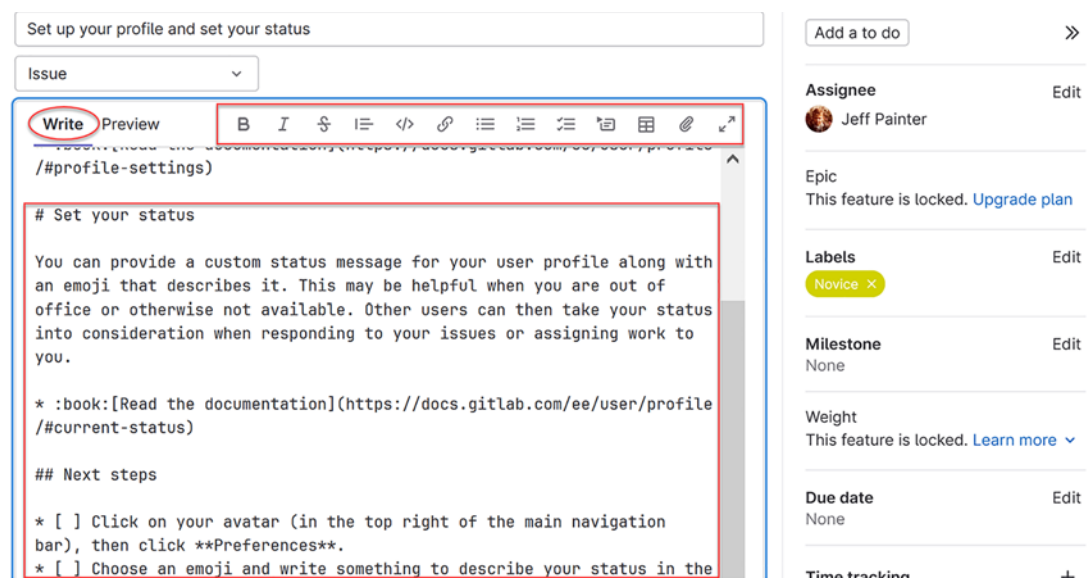 Set up your profile and set your status
Issue
Write Preview
/#profile-settings)
# Set your status
You can provide a custom status message for your user profile along with
an emoji that describes it. This may be helpful when you are out of
office or otherwise not available. Other users can then take your status
into consideration when responding to your issues or assigning work to
you.
* :book:[Read the documentation](https://docs.gitlab.com/ee/user/profile
/#current-status)
## Next steps
* [ ] Click on your avatar (in the top right of the main navigation
bar), then click **Preferences**.
* [ ] Choose an emoji and write something to describe your status in the
Add a to do
Assignee Edit
Jeff Painter
Epic
This feature is locked. Upgrade plan
Labels Edit
Novice
Milestone Edit
None
Weight
This feature is locked. Learn more
Due date Edit
None
Time tracking